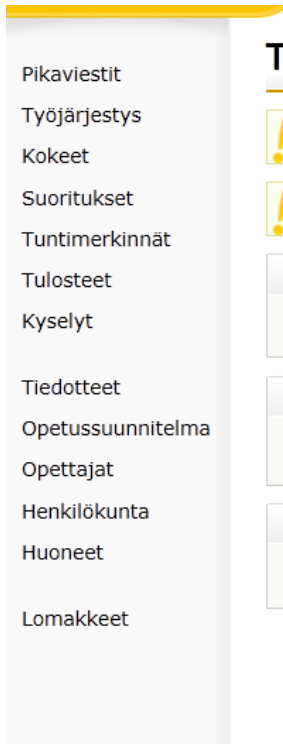 Pikaviestit
Työjärjestys
Kokeet
Suoritukset
Tuntimerkinnät
Tulosteet
Kyselyt
Tiedotteet
Opetussuunnitelma
Opettajat
Henkilökunta
Huoneet
Lomakkeet
T